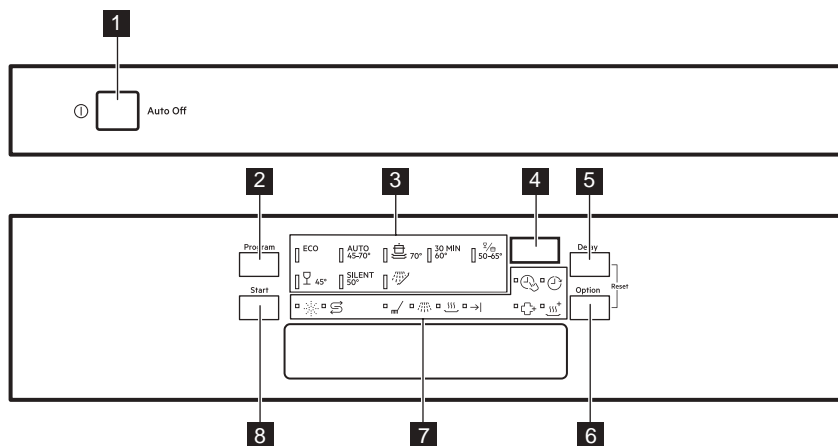 1
Auto Off
2
3
4
5
Program
ECO
AUTO
45-70°
70°
30 MIN
60°
50-65°
Delay
45°
SILENT
50°
Reset
Start
Option
8
7
6